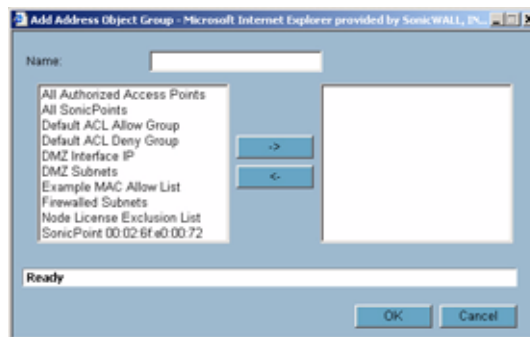 Add Address Object Group - Microsoft Internet Explorer provided by SonicWALL, IN...
Name:
All Authorized Access Points
All SonicPoints
Default ACL Allow Group
Default ACL Deny Group
DMZ Interface IP
DMZ Subnets
Example MAC Allow List
Firewalled Subnets
Node License Exclusion List
SonicPoint 00:02:6f:e0:00:72
->
<-
Ready
OK
Cancel